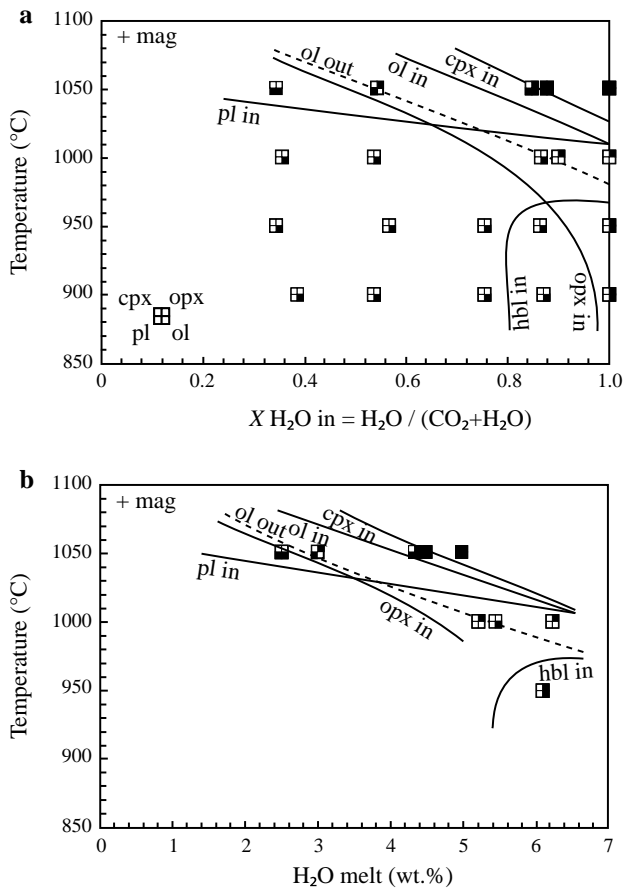 a
1100
+ mag
ol out
ol in
cpx in
1050
pl in
1000
Temperature (°C)
950
900
hbl in
opx in
cpx opx
pl ol
850
0 0.2 0.4 0.6 0.8 1.0
X H₂O in = H₂O / (CO₂+H₂O)
b
1100
+ mag
ol out
ol in
cpx in
1050
pl in
1000
opx in
Temperature (°C)
hbl in
950
900
850
0 1 2 3 4 5 6 7
H₂O melt (wt.%)